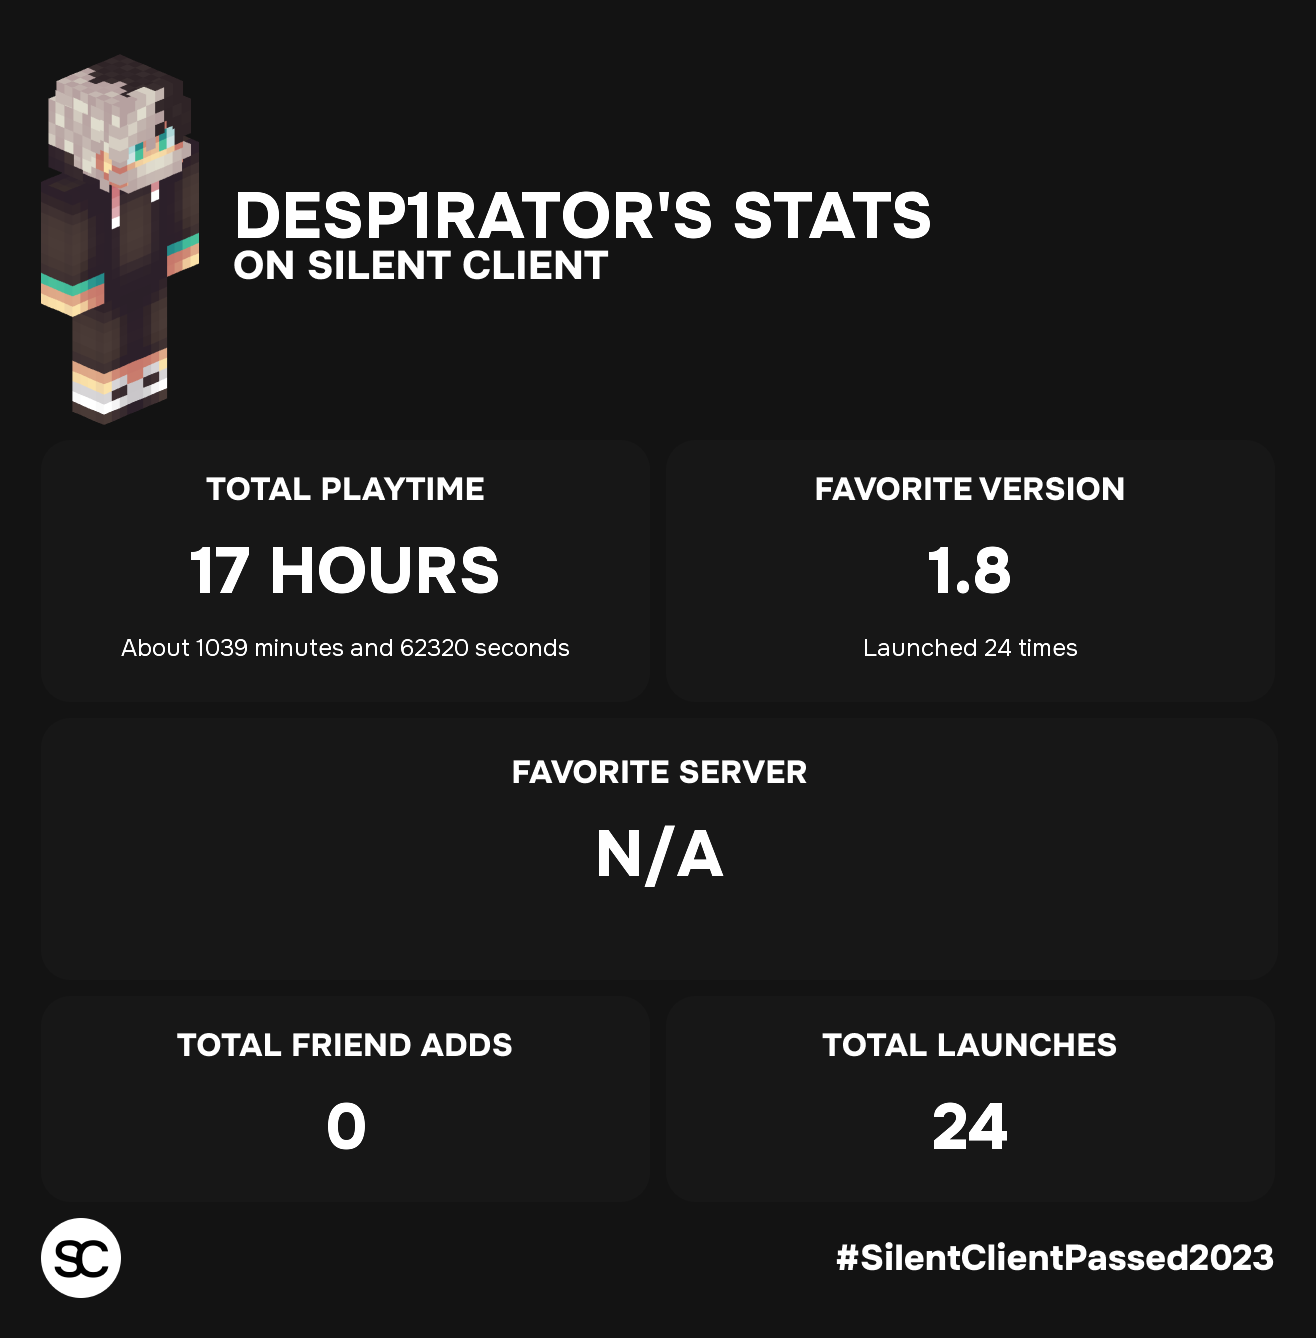 DESP1RATOR'S STATS
ON SILENT CLIENT
TOTAL PLAYTIME
17 HOURS
About 1039 minutes and 62320 seconds
FAVORITE VERSION
1.8
Launched 24 times
FAVORITE SERVER
N/A
TOTAL FRIEND ADDS
0
TOTAL LAUNCHES
24
SC
#SilentClientPassed2023